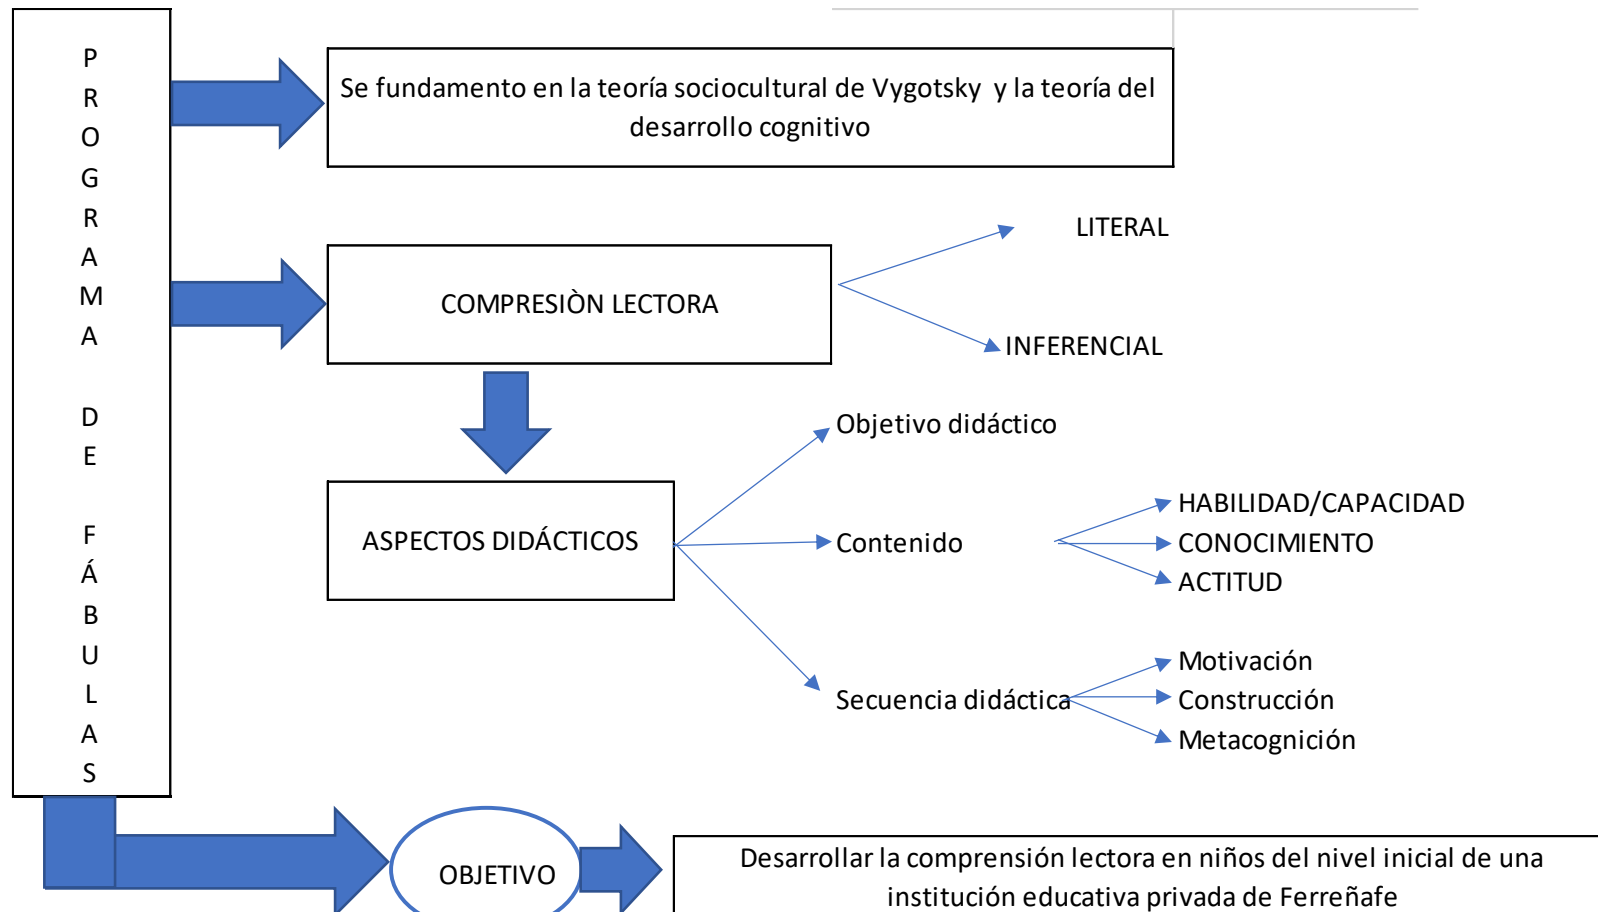 P
R
O
G
R
A
M
A
D
E
F
Á
B
U
L
A
S
Se fundamento en la teoría sociocultural de Vygotsky y la teoría del
desarrollo cognitivo
COMPRESIÒN LECTORA
LITERAL
INFERENCIAL
ASPECTOS DIDÁCTICOS
Objetivo didáctico
Contenido
HABILIDAD/CAPACIDAD
CONOCIMIENTO
ACTITUD
Secuencia didáctica
Motivación
Construcción
Metacognición
OBJETIVO
Desarrollar la comprensión lectora en niños del nivel inicial de una
institución educativa privada de Ferreñafe